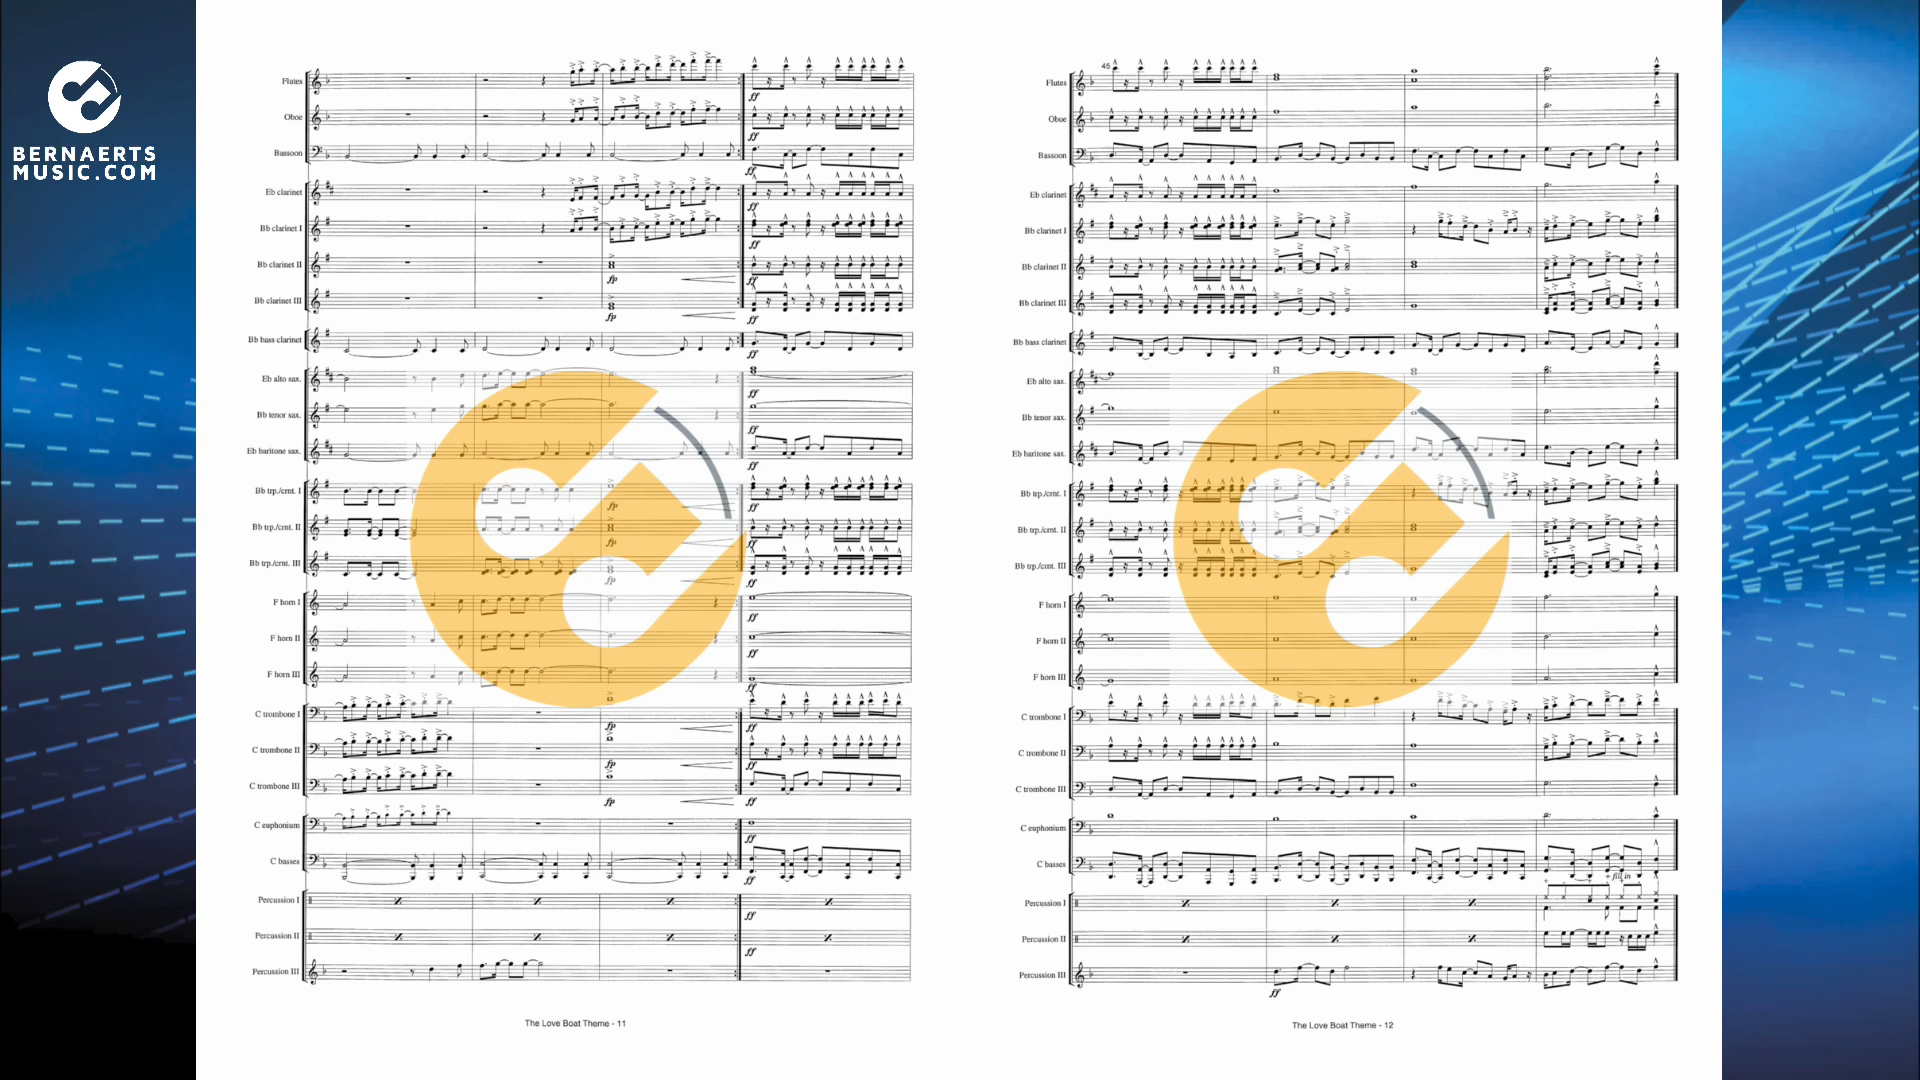 BERNAERTS
MUSIC.COM
Flutes
Oboe
Bassoon
Eb clarinet
Bb clarinet I
Bb clarinet II
Bb clarinet III
Bb bass clarinet
Eb alto sax.
Bb tenor sax.
Eb baritone sax.
Bb trp./crnt. I
Bb trp./crnt. II
Bb trp./crnt. III
F horn I
F horn II
F horn III
C trombone I
C trombone II
C trombone III
C euphonium
C basses
Percussion I
Percussion II
Percussion III
fp
ff
The Love Boat Theme - 11
45
Flutes
Oboe
Bassoon
Eb clarinet
Bb clarinet I
Bb clarinet II
Bb clarinet III
Bb bass clarinet
Eb alto sax.
Bb tenor sax.
Eb baritone sax.
Bb trp./crnt. I
Bb trp./crnt. II
Bb trp./crnt. III
F horn I
F horn II
F horn III
C trombone I
C trombone II
C trombone III
C euphonium
C basses
fill in
Percussion I
Percussion II
Percussion III
ff
The Love Boat Theme - 12